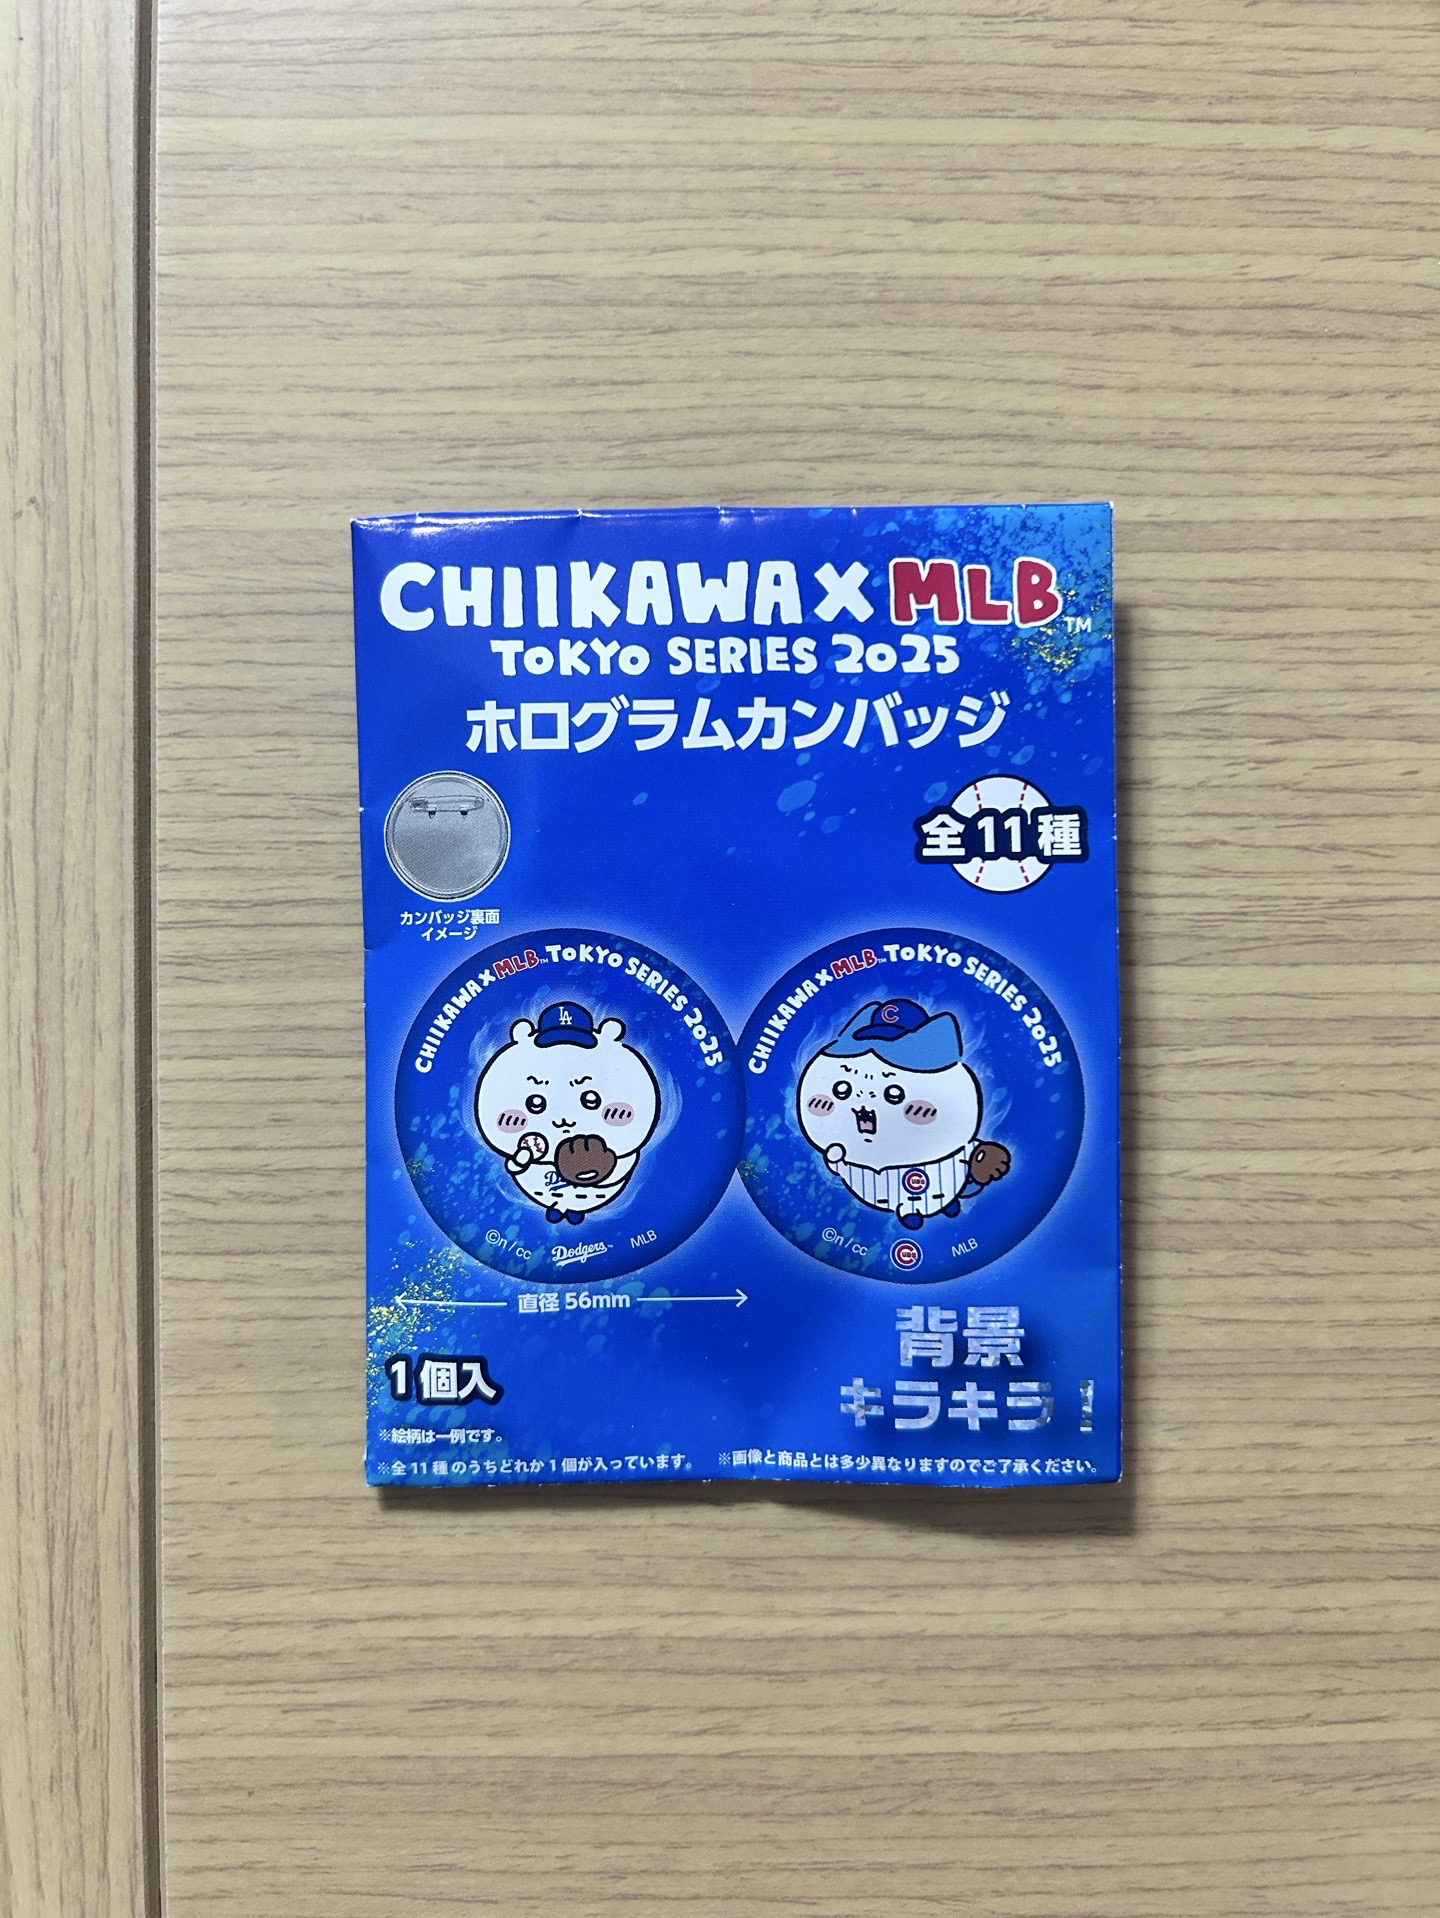 CHIIKAWA X MLB™
TOKYO SERIES 2025
ホログラムカンバッジ
全11種
カンバッジ裏面
イメージ
CHIIKAWA X MLB™ TOKYO SERIES 2025
LA
©n/cc Dodgers™ MLB
CHIIKAWA X MLB™ TOKYO SERIES 2025
C
CUBS
©n/cc CUBS MLB
直径 56mm
背景
キラキラ！
1個入
※絵柄は一例です。
※全11種のうちどれか1個が入っています。 ※画像と商品とは多少異なりますのでご了承ください。